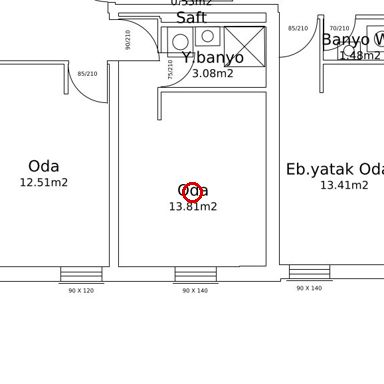 0.53m2
Şaft
85/210
70/210
90/210
Banyo W
1.48m2
Y.banyo
3.08m2
75/210
85/210
Oda
12.51m2
Eb.yatak Oda
13.41m2
Oda
13.81m2
90 X 120
90 X 140
90 X 140